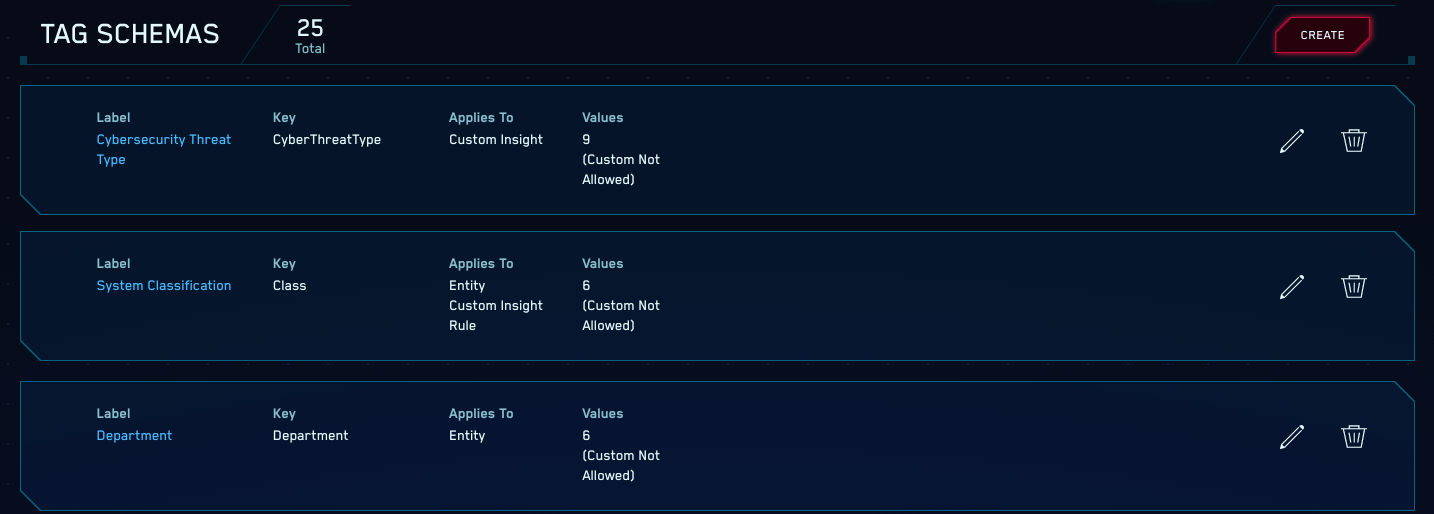 TAG SCHEMAS
25
Total
CREATE
Label Key Applies To Values
Cybersecurity Threat CyberThreatType Custom Insight 9
Type (Custom Not
Allowed)
Label Key Applies To Values
System Classification Class Entity 6
Custom Insight (Custom Not
Rule Allowed)
Label Key Applies To Values
Department Department Entity 6
(Custom Not
Allowed)